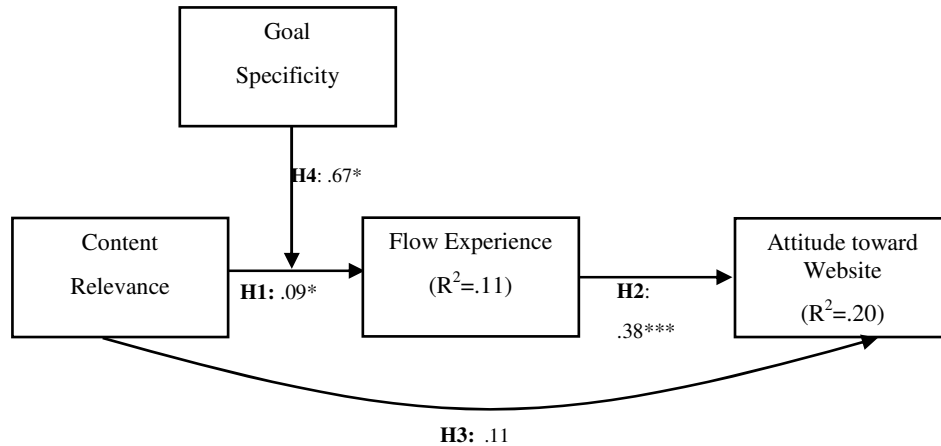 Goal
Specificity
H4: .67*
Content
Relevance
H1: .09*
Flow Experience
(R²=.11)
H2:
.38***
Attitude toward
Website
(R²=.20)
H3: .11